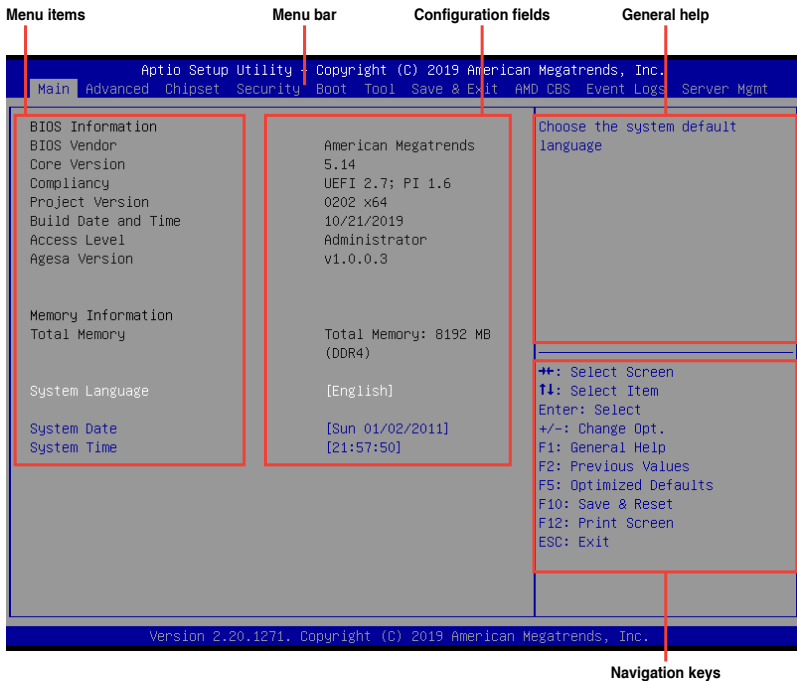 Menu items Menu bar Configuration fields General help
Aptio Setup Utility - Copyright (C) 2019 American Megatrends, Inc.
Main Advanced Chipset Security Boot Tool Save & Exit AMD CBS Event Logs Server Mgmt
BIOS Information
BIOS Vendor American Megatrends
Core Version 5.14
Compliancy UEFI 2.7; PI 1.6
Project Version 0202 x64
Build Date and Time 10/21/2019
Access Level Administrator
Agesa Version v1.0.0.3
Memory Information
Total Memory Total Memory: 8192 MB
(DDR4)
System Language [English]
System Date [Sun 01/02/2011]
System Time [21:57:50]
Choose the system default
language
→←: Select Screen
↑↓: Select Item
Enter: Select
+/-: Change Opt.
F1: General Help
F2: Previous Values
F5: Optimized Defaults
F10: Save & Reset
F12: Print Screen
ESC: Exit
Version 2.20.1271. Copyright (C) 2019 American Megatrends, Inc.
Navigation keys